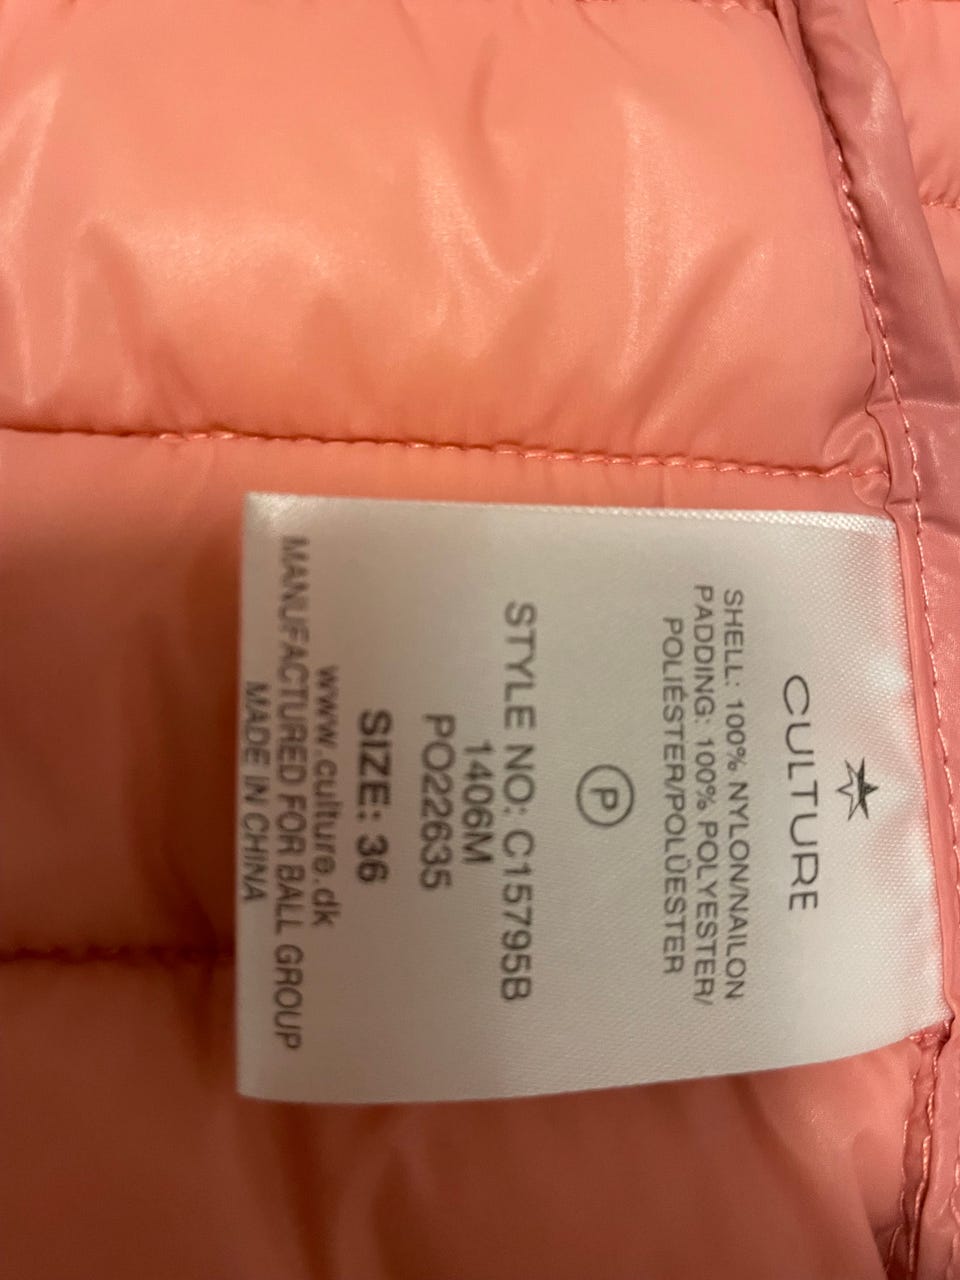 CULTURE
SHELL: 100% NYLON/NAILON
PADDING: 100% POLYESTER/
POLIÉSTER/POLÜESTER
P
STYLE NO: C15795B
1406M
PO22635
SIZE: 36
www.culture.dk
MANUFACTURED FOR BALL GROUP
MADE IN CHINA